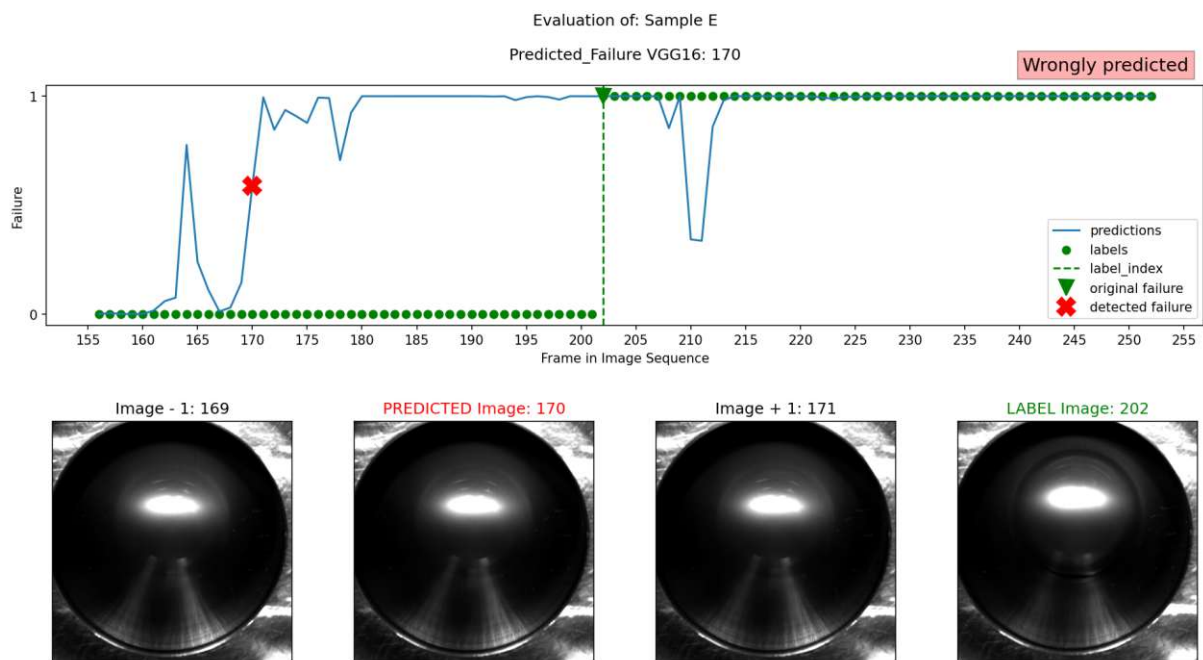 Evaluation of: Sample E
Predicted_Failure VGG16: 170
Wrongly predicted
1
0
Failure
predictions
labels
label_index
original failure
detected failure
155 160 165 170 175 180 185 190 195 200 205 210 215 220 225 230 235 240 245 250 255
Frame in Image Sequence
Image - 1: 169 PREDICTED Image: 170 Image + 1: 171 LABEL Image: 202